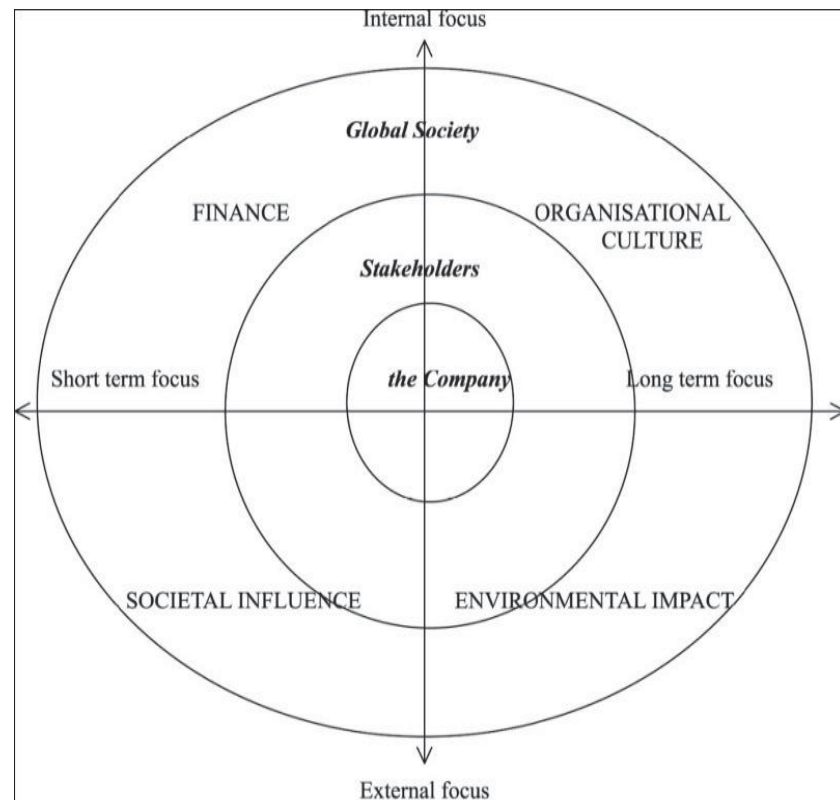 Internal focus
Global Society
FINANCE
ORGANISATIONAL
CULTURE
Stakeholders
Short term focus
the Company
Long term focus
SOCIETAL INFLUENCE
ENVIRONMENTAL IMPACT
External focus